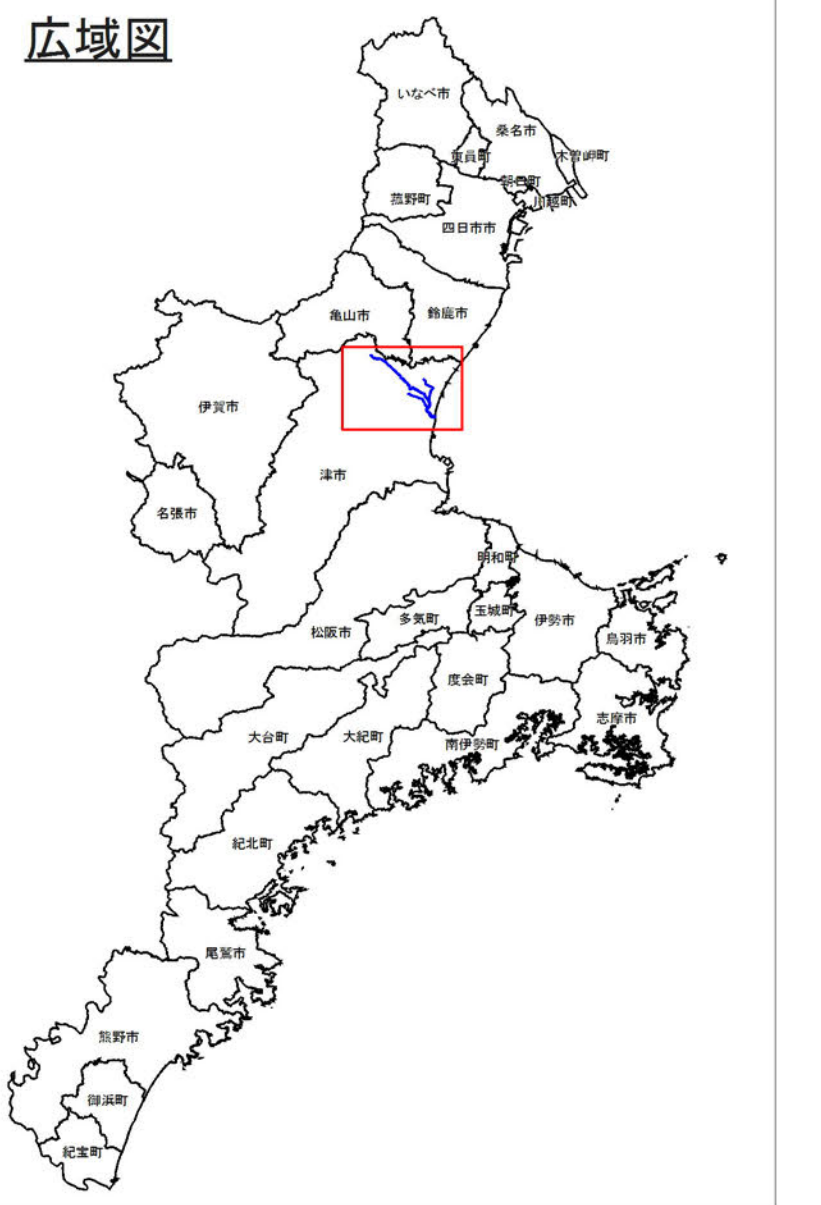 広域図
いなべ市
桑名市
東員町
木曽岬町
朝日町
菰野町
川越町
四日市市
亀山市
鈴鹿市
伊賀市
津市
名張市
明和町
玉城町
多気町
伊勢市
松阪市
鳥羽市
度会町
志摩市
大台町
大紀町
南伊勢町
紀北町
尾鷲市
熊野市
御浜町
紀宝町